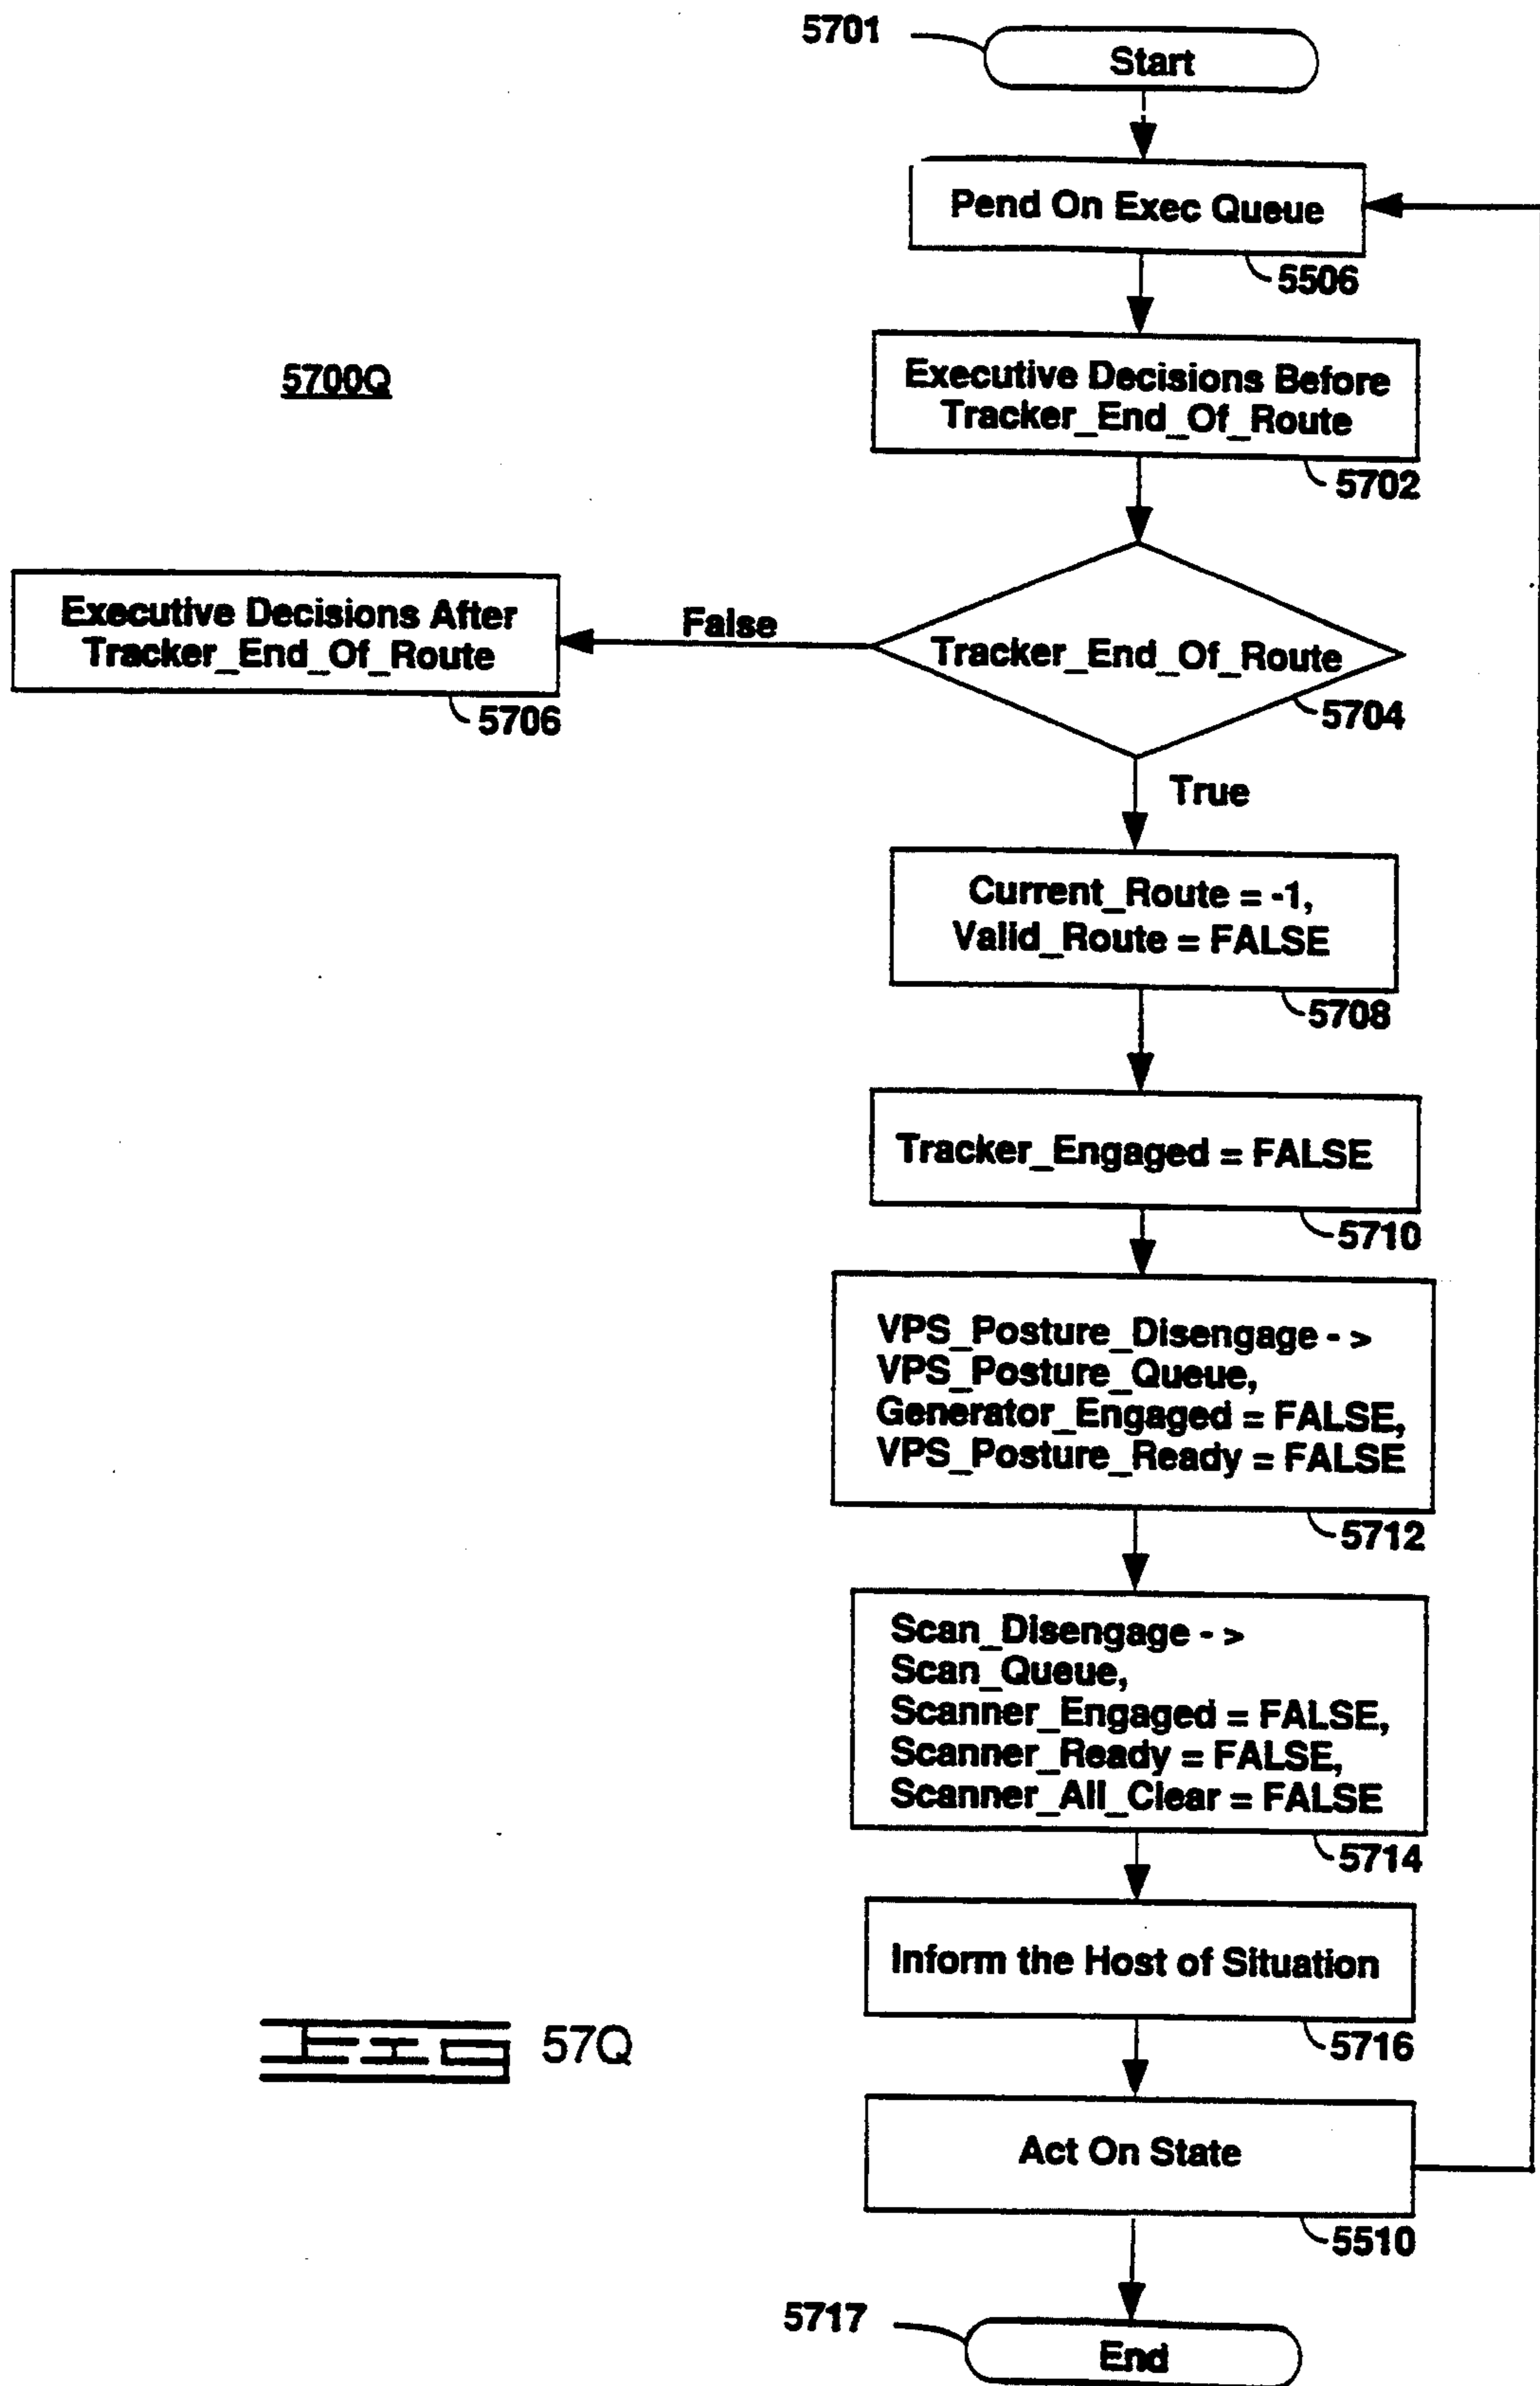 5701
Start
Pend On Exec Queue
5506
5700Q
Executive Decisions Before
Tracker_End_Of_Route
5702
Executive Decisions After
Tracker_End_Of_Route
5706
False
Tracker_End_Of_Route
5704
True
Current_Route = -1,
Valid_Route = FALSE
5708
Tracker_Engaged = FALSE
5710
VPS_Posture_Disengage - >
VPS_Posture_Queue,
Generator_Engaged = FALSE,
VPS_Posture_Ready = FALSE
5712
Scan_Disengage - >
Scan_Queue,
Scanner_Engaged = FALSE,
Scanner_Ready = FALSE,
Scanner_All_Clear = FALSE
5714
Inform the Host of Situation
5716
FIG 57Q
Act On State
5510
5717
End